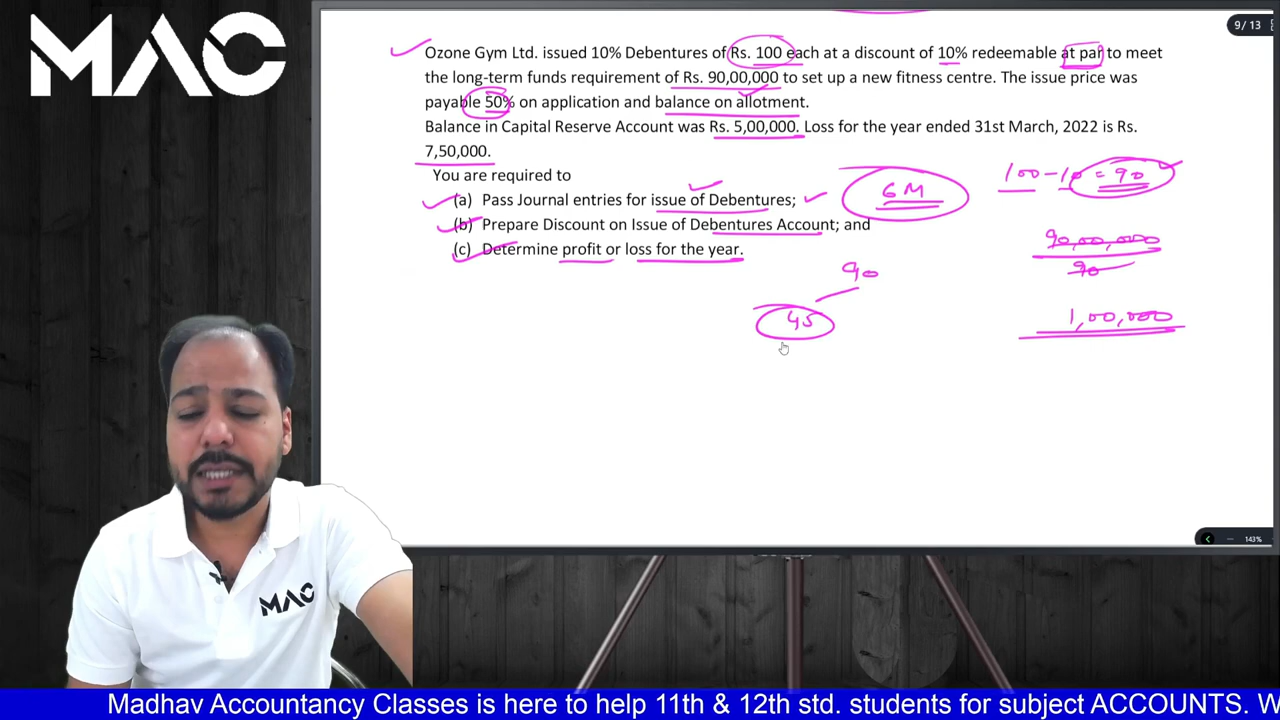 MAC
9/13
Ozone Gym Ltd. issued 10% Debentures of Rs. 100 each at a discount of 10% redeemable at par to meet
the long-term funds requirement of Rs. 90,00,000 to set up a new fitness centre. The issue price was
payable 50% on application and balance on allotment.
Balance in Capital Reserve Account was Rs. 5,00,000. Loss for the year ended 31st March, 2022 is Rs.
7,50,000.
You are required to
(a) Pass Journal entries for issue of Debentures;
(b) Prepare Discount on Issue of Debentures Account; and
(c) Determine profit or loss for the year.
6M
100-10 = 90
90,00,000
90
1,00,000
90
45
143%
MAC
Madhav Accountancy Classes is here to help 11th & 12th std. students for subject ACCOUNTS. W